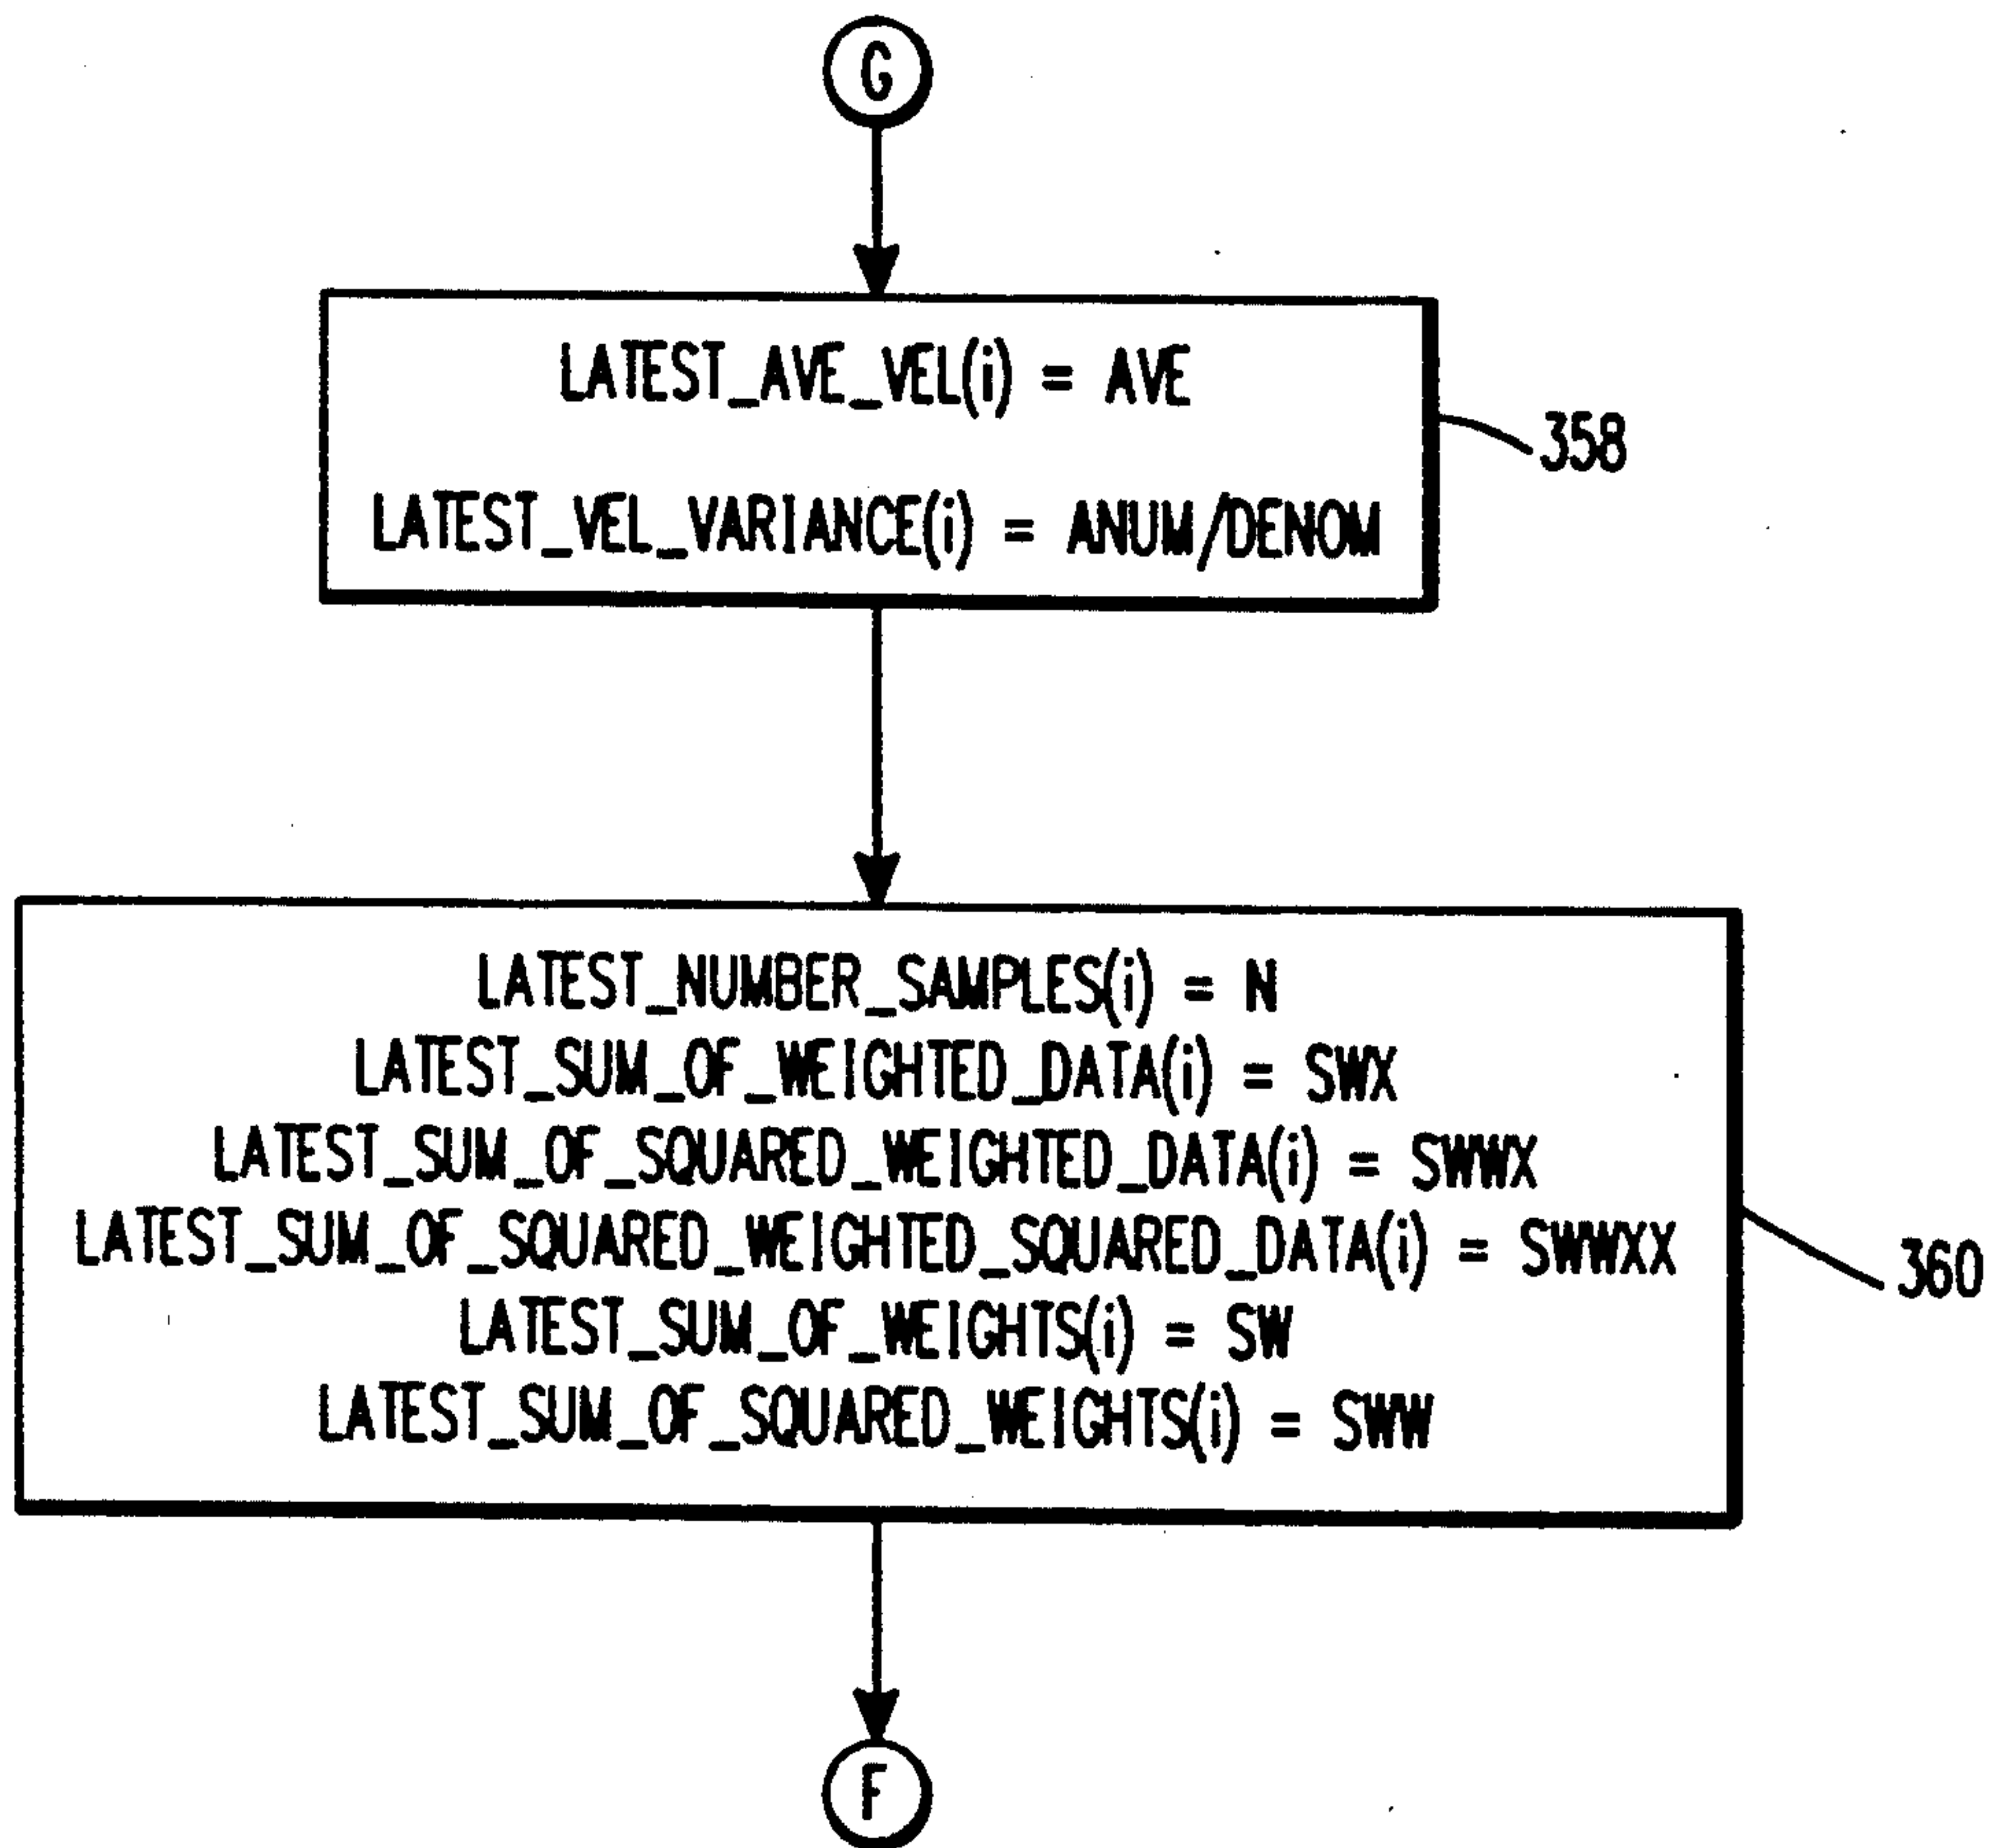 G
LATEST_AVE_VEL(i) = AVE
358
LATEST_VEL_VARIANCE(i) = ANUM/DENOM
LATEST_NUMBER_SAMPLES(i) = N
LATEST_SUM_OF_WEIGHTED_DATA(i) = SWX
LATEST_SUM_OF_SQUARED_WEIGHTED_DATA(i) = SWWX
LATEST_SUM_OF_SQUARED_WEIGHTED_SQUARED_DATA(i) = SWWXX
360
LATEST_SUM_OF_WEIGHTS(i) = SW
LATEST_SUM_OF_SQUARED_WEIGHTS(i) = SWW
F